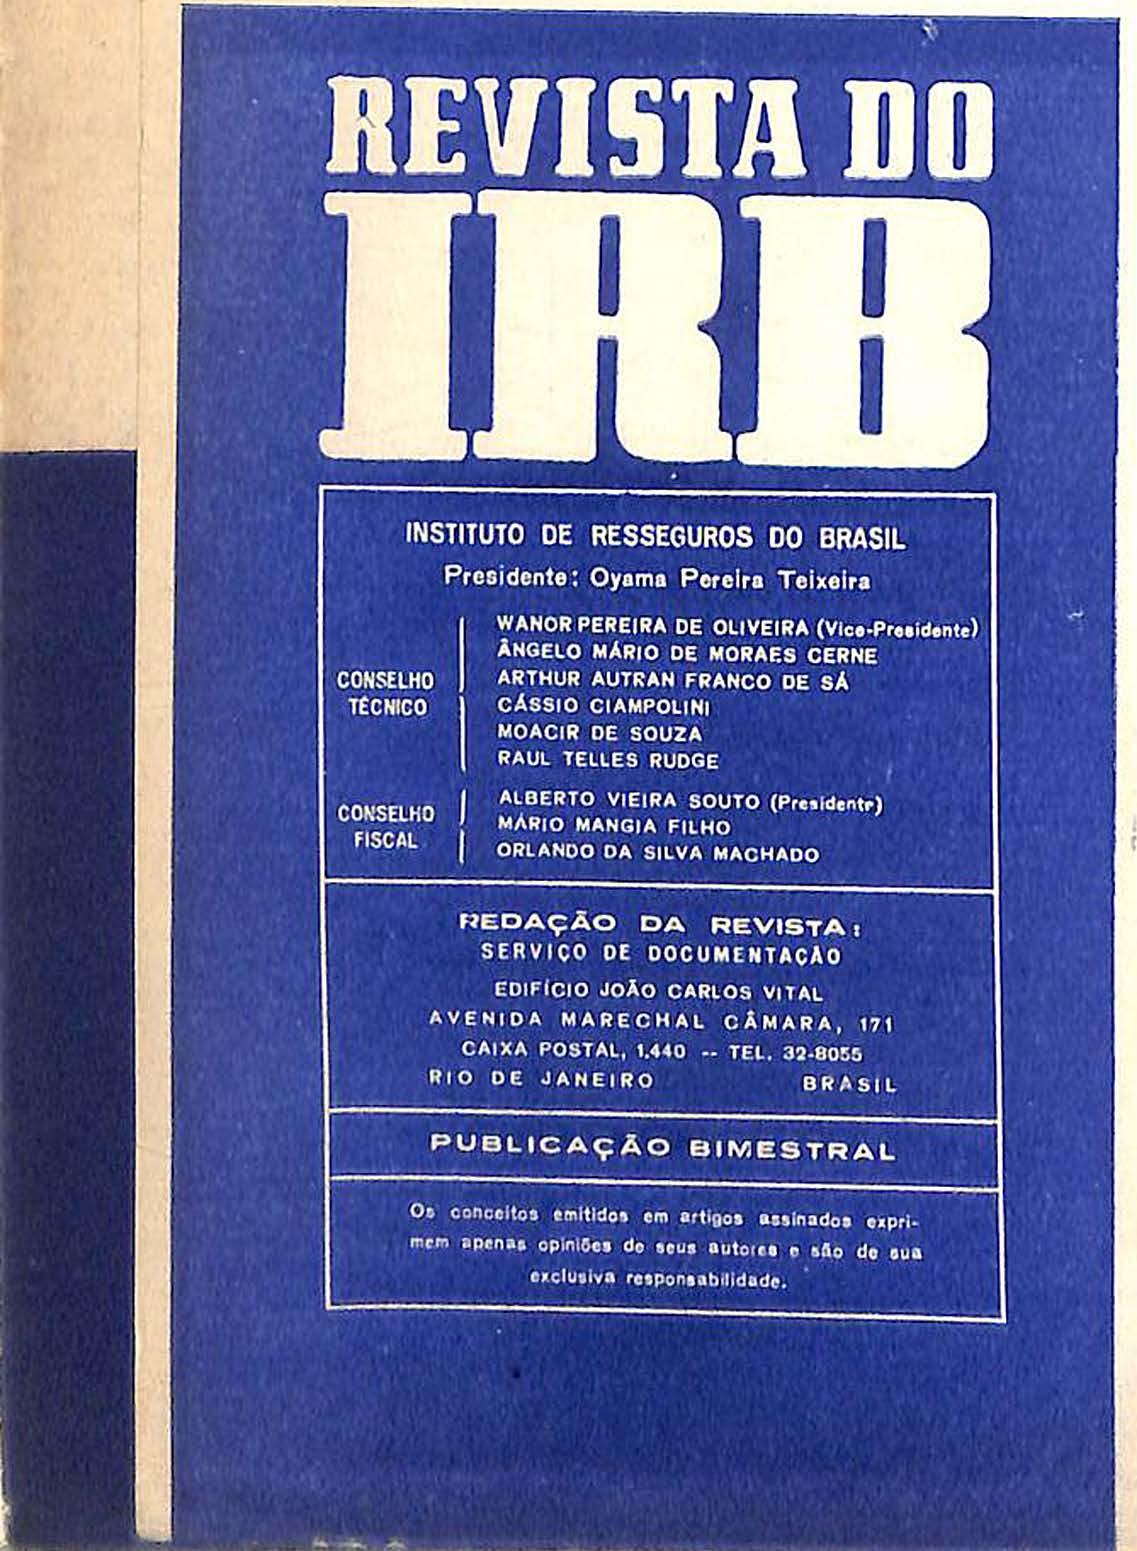 REVISTA DO
IRB
INSTITUTO DE RESSEGUROS DO BRASIL
Presidente: Oyama Pereira Teixeira
CONSELHO
TÉCNICO
WANOR PEREIRA DE OLIVEIRA (Vice-Presidente)
ÂNGELO MÁRIO DE MORAES CERNE
ARTHUR AUTRAN FRANCO DE SÁ
CÁSSIO CIAMPOLINI
MOACIR DE SOUZA
RAUL TELLES RUDGE
CONSELHO
FISCAL
ALBERTO VIEIRA SOUTO (Presidente)
MÁRIO MANGIA FILHO
ORLANDO DA SILVA MACHADO
REDAÇÃO DA REVISTA:
SERVIÇO DE DOCUMENTAÇÃO
EDIFÍCIO JOÃO CARLOS VITAL
AVENIDA MARECHAL CÂMARA, 171
CAIXA POSTAL, 1.440 -- TEL. 32-8055
RIO DE JANEIRO BRASIL
PUBLICAÇÃO BIMESTRAL
Os conceitos emitidos em artigos assinados expri-
mem apenas opiniões de seus autores e são de sua
exclusiva responsabilidade.